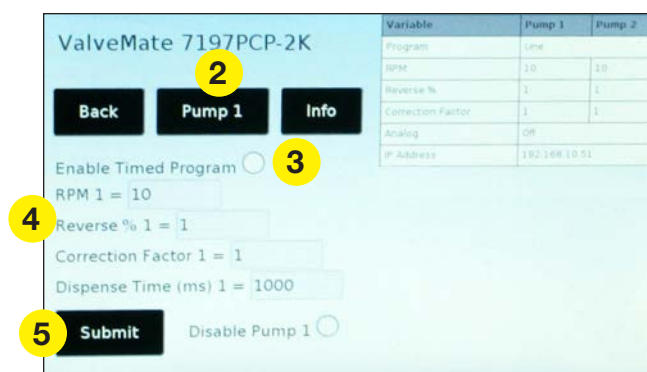 ValveMate 7197PCP-2K
2
Back Pump 1 Info
Enable Timed Program 3
RPM 1 = 10
4 Reverse % 1 = 1
Correction Factor 1 = 1
Dispense Time (ms) 1 = 1000
5 Submit Disable Pump 1
Variable Pump 1 Pump 2
Program Line
RPM 10 10
Reverse % 1 1
Correction Factor 1 1
Analog Off
IP Address 192.168.10.51